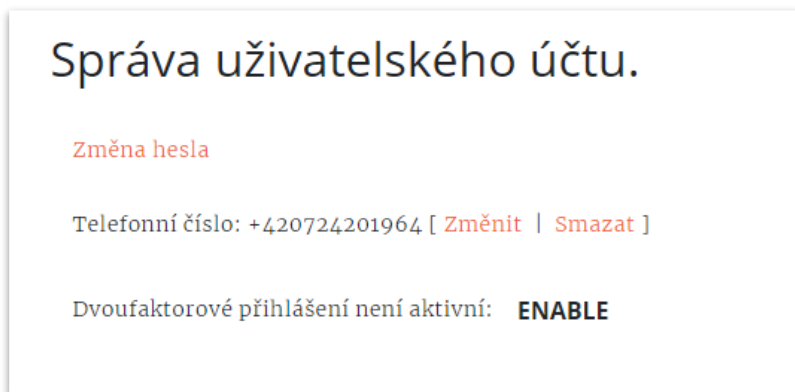 Správa uživatelského účtu.
Změna hesla
Telefonní číslo: +420724201964 [ Změnit | Smazat ]
Dvoufaktorové přihlášení není aktivní: ENABLE